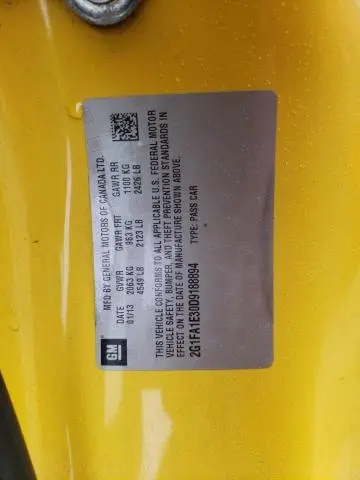 MFD BY GENERAL MOTORS OF CANADA LTD.
DATE GVWR GAWR FRT GAWR RR
01/13 2063 KG 963 KG 1100 KG
4549 LB 2123 LB 2426 LB
THIS VEHICLE CONFORMS TO ALL APPLICABLE U.S. FEDERAL MOTOR
VEHICLE SAFETY, BUMPER, AND THEFT PREVENTION STANDARDS IN
EFFECT ON THE DATE OF MANUFACTURE SHOWN ABOVE.
2G1FA1E30D9188894 TYPE: PASS CAR
GM